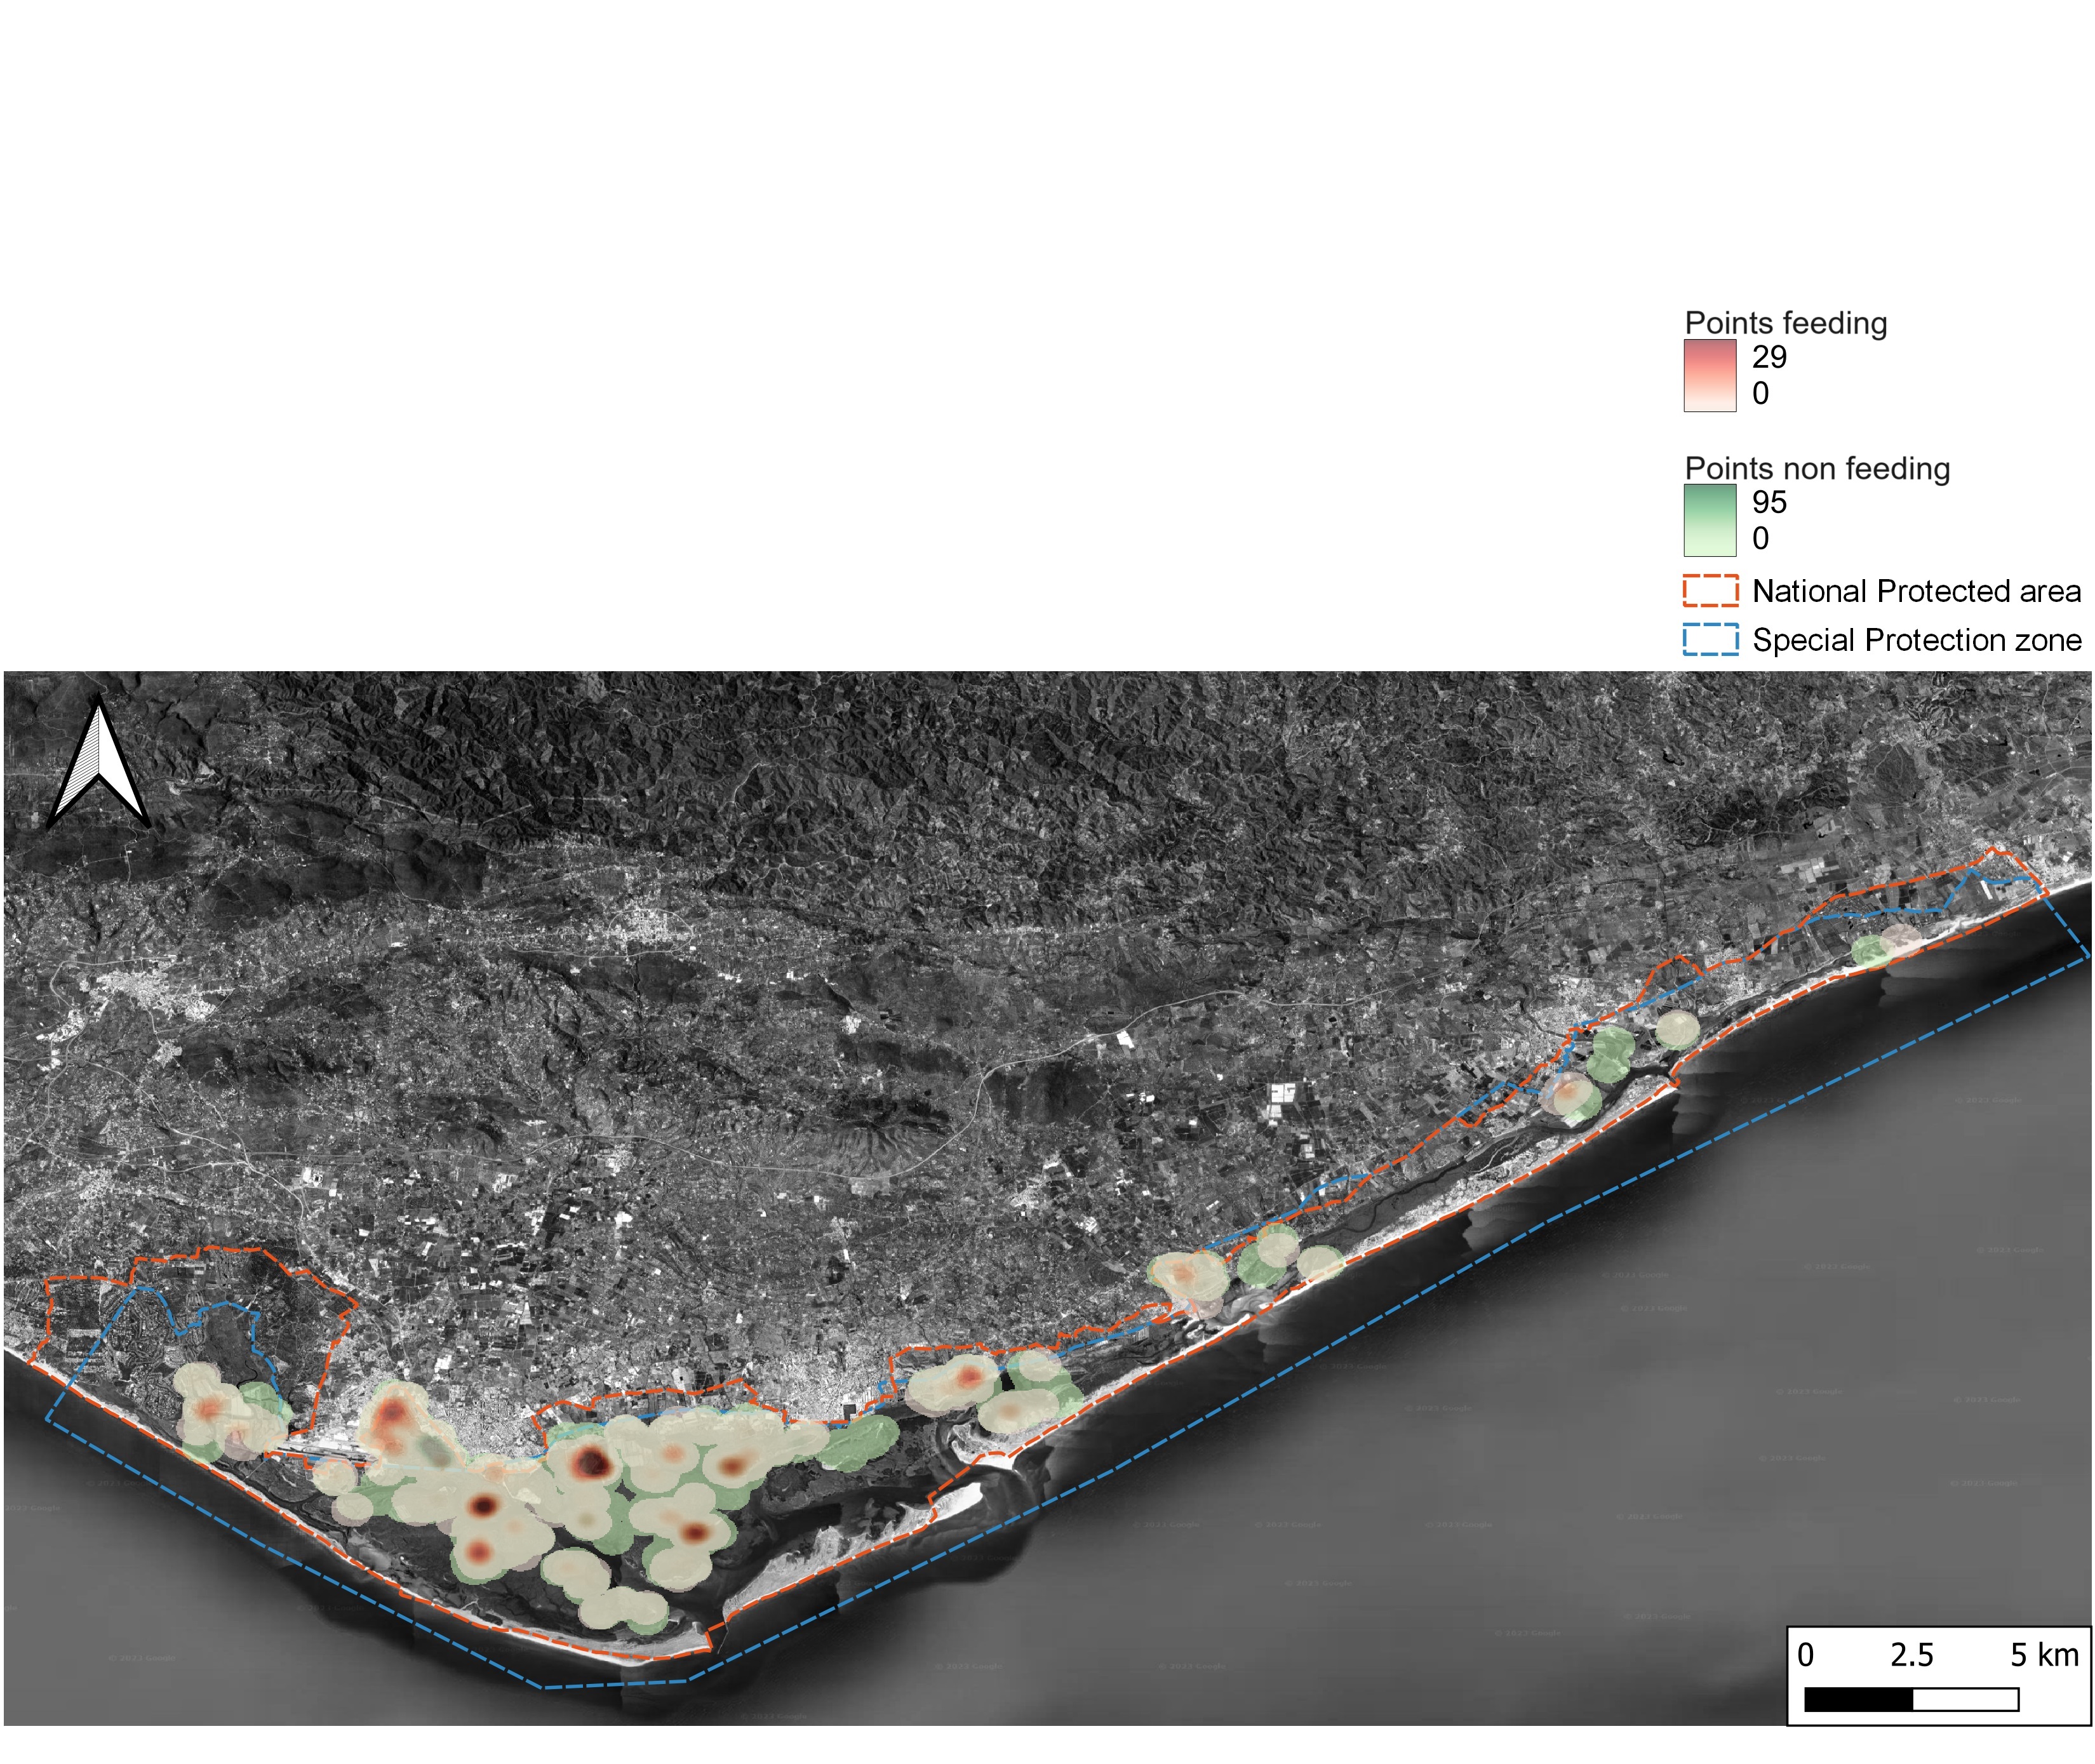 Points feeding
29
0
Points non feeding
95
0
National Protected area
Special Protection zone
0 2.5 5 km